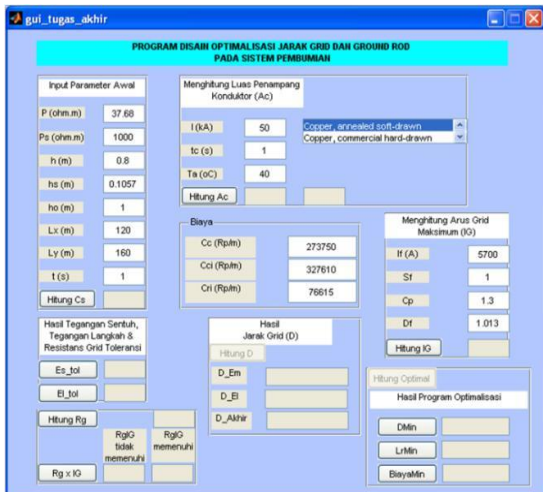 gui_tugas_akhir
PROGRAM DISAIN OPTIMALISASI JARAK GRID DAN GROUND ROD
PADA SISTEM PEMBUMIAN
Input Parameter Awal
P (ohm.m) 37.68
Ps (ohm.m) 1000
h (m) 0.8
hs (m) 0.1057
ho (m) 1
Lx (m) 120
Ly (m) 160
t (s) 1
Hitung Cs
Menghitung Luas Penampang
Konduktor (Ac)
I (kA) 50
tc (s) 1
Ta (oC) 40
Copper, annealed soft-drawn
Copper, commercial hard-drawn
Hitung Ac
Biaya
Cc (Rp/m) 273750
Cci (Rp/m) 327610
Cri (Rp/m) 76615
Menghitung Arus Grid
Maksimum (IG)
If (A) 5700
Sf 1
Cp 1.3
Df 1.013
Hitung IG
Hasil Tegangan Sentuh,
Tegangan Langkah &
Resistans Grid Toleransi
Es_tol
El_tol
Hitung Rg
RgIG
tidak
memenuhi
RgIG
memenuhi
Rg x IG
Hasil
Jarak Grid (D)
Hitung D
D_Em
D_El
D_Akhir
Hitung Optimal
Hasil Program Optimalisasi
DMin
LrMin
BiayaMin